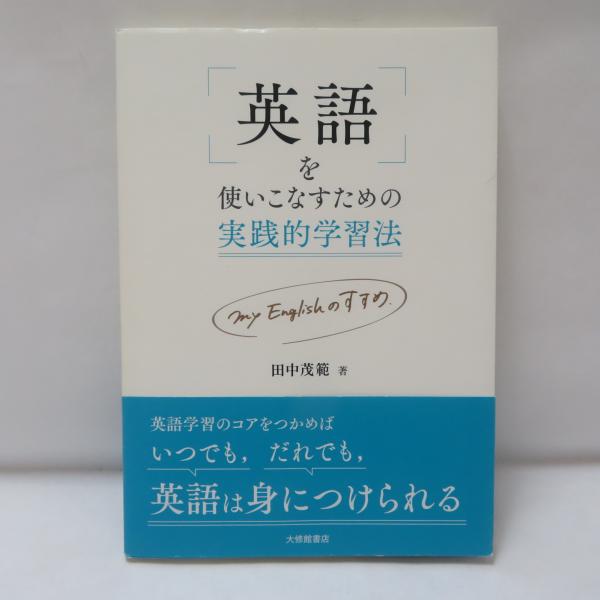 英語
を
使いこなすための
実践的学習法
my Englishのすすめ.
田中茂範 著
英語学習のコアをつかめば
いつでも, だれでも,
英語は身につけられる
大修館書店